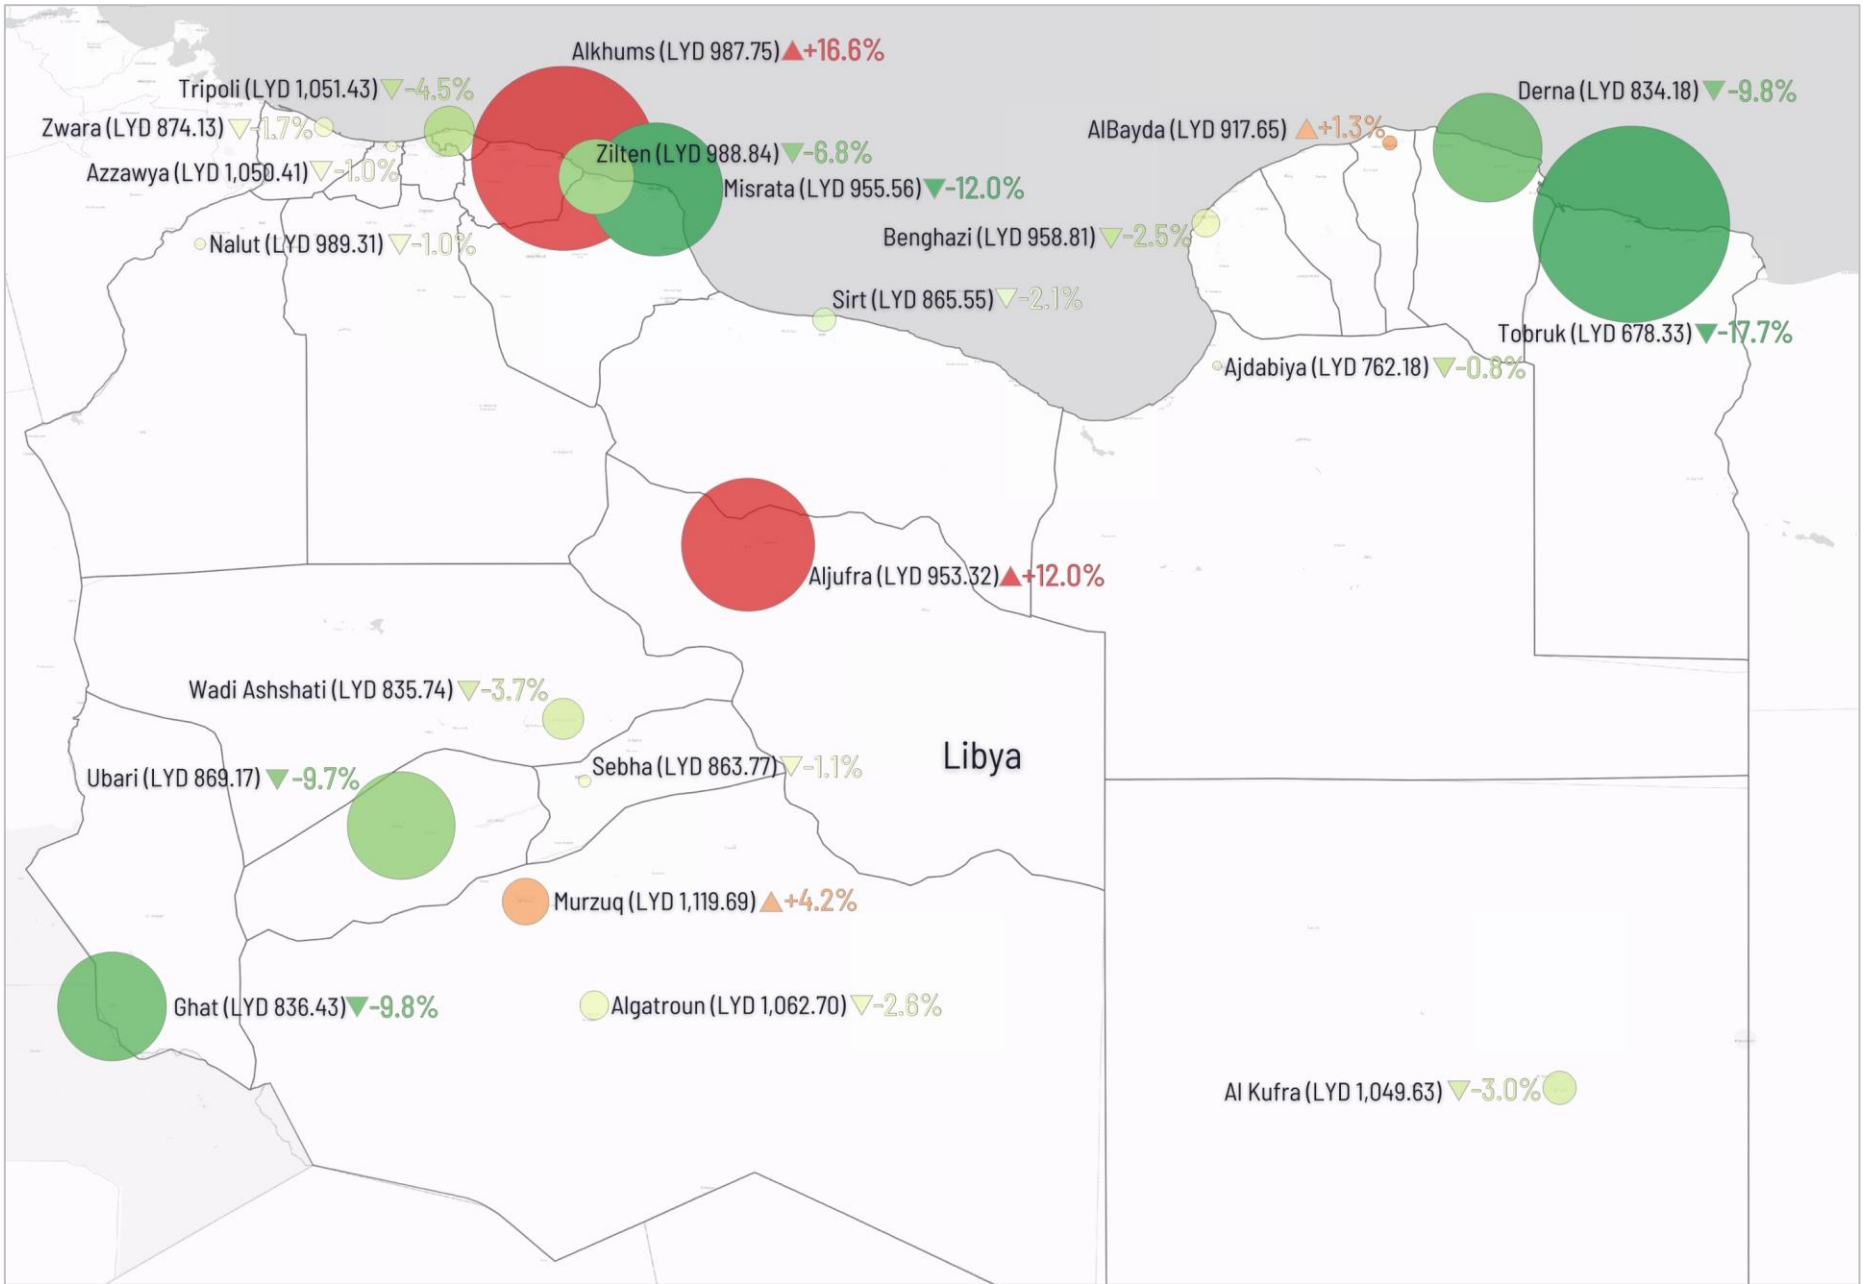 Alkhums (LYD 987.75) ▲+16.6%
Tripoli (LYD 1,051.43) ▼-4.5%
Derna (LYD 834.18) ▼-9.8%
Zwara (LYD 874.13) ▼-1.7%
AlBayda (LYD 917.65) ▲+1.3%
Zilten (LYD 988.84) ▼-6.8%
Azzawya (LYD 1,050.41) ▼-1.0%
Misrata (LYD 955.56) ▼-12.0%
Nalut (LYD 989.31) ▼-1.0%
Benghazi (LYD 958.81) ▼-2.5%
Sirt (LYD 865.55) ▼-2.1%
Tobruk (LYD 678.33) ▼-17.7%
Ajdabiya (LYD 762.18) ▼-0.8%
Aljufra (LYD 953.32) ▲+12.0%
Wadi Ashshati (LYD 835.74) ▼-3.7%
Libya
Sebha (LYD 863.77) ▼-1.1%
Ubari (LYD 869.17) ▼-9.7%
Murzuq (LYD 1,119.69) ▲+4.2%
Ghat (LYD 836.43) ▼-9.8%
Algatroun (LYD 1,062.70) ▼-2.6%
Al Kufra (LYD 1,049.63) ▼-3.0%